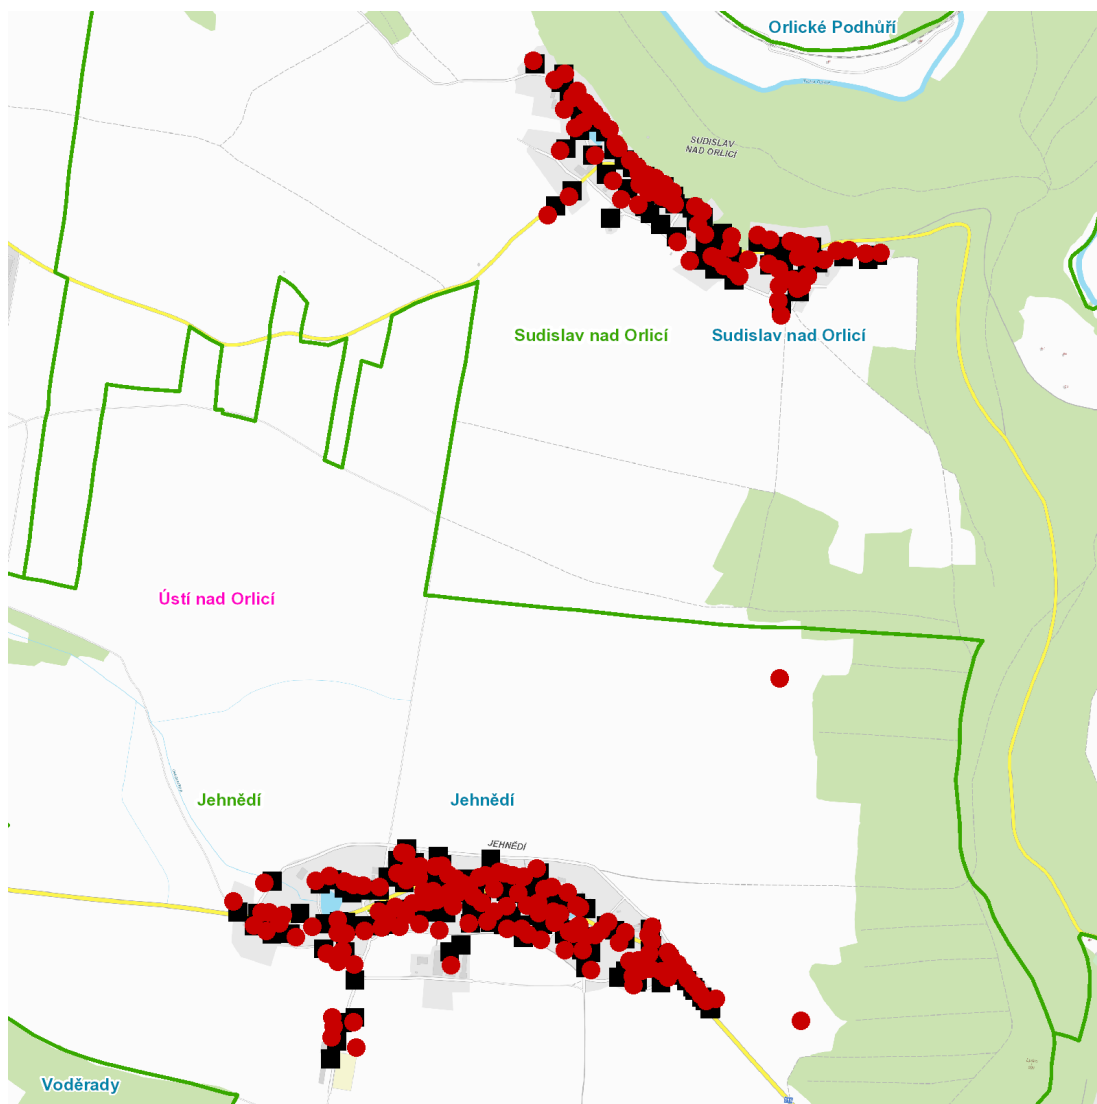 Orlické Podhůří
SUDISLAV
NAD ORLICÍ
Sudislav nad Orlicí
Sudislav nad Orlicí
Ústí nad Orlicí
Jehnědí
Jehnědí
JEHNĚDÍ
Voděrady